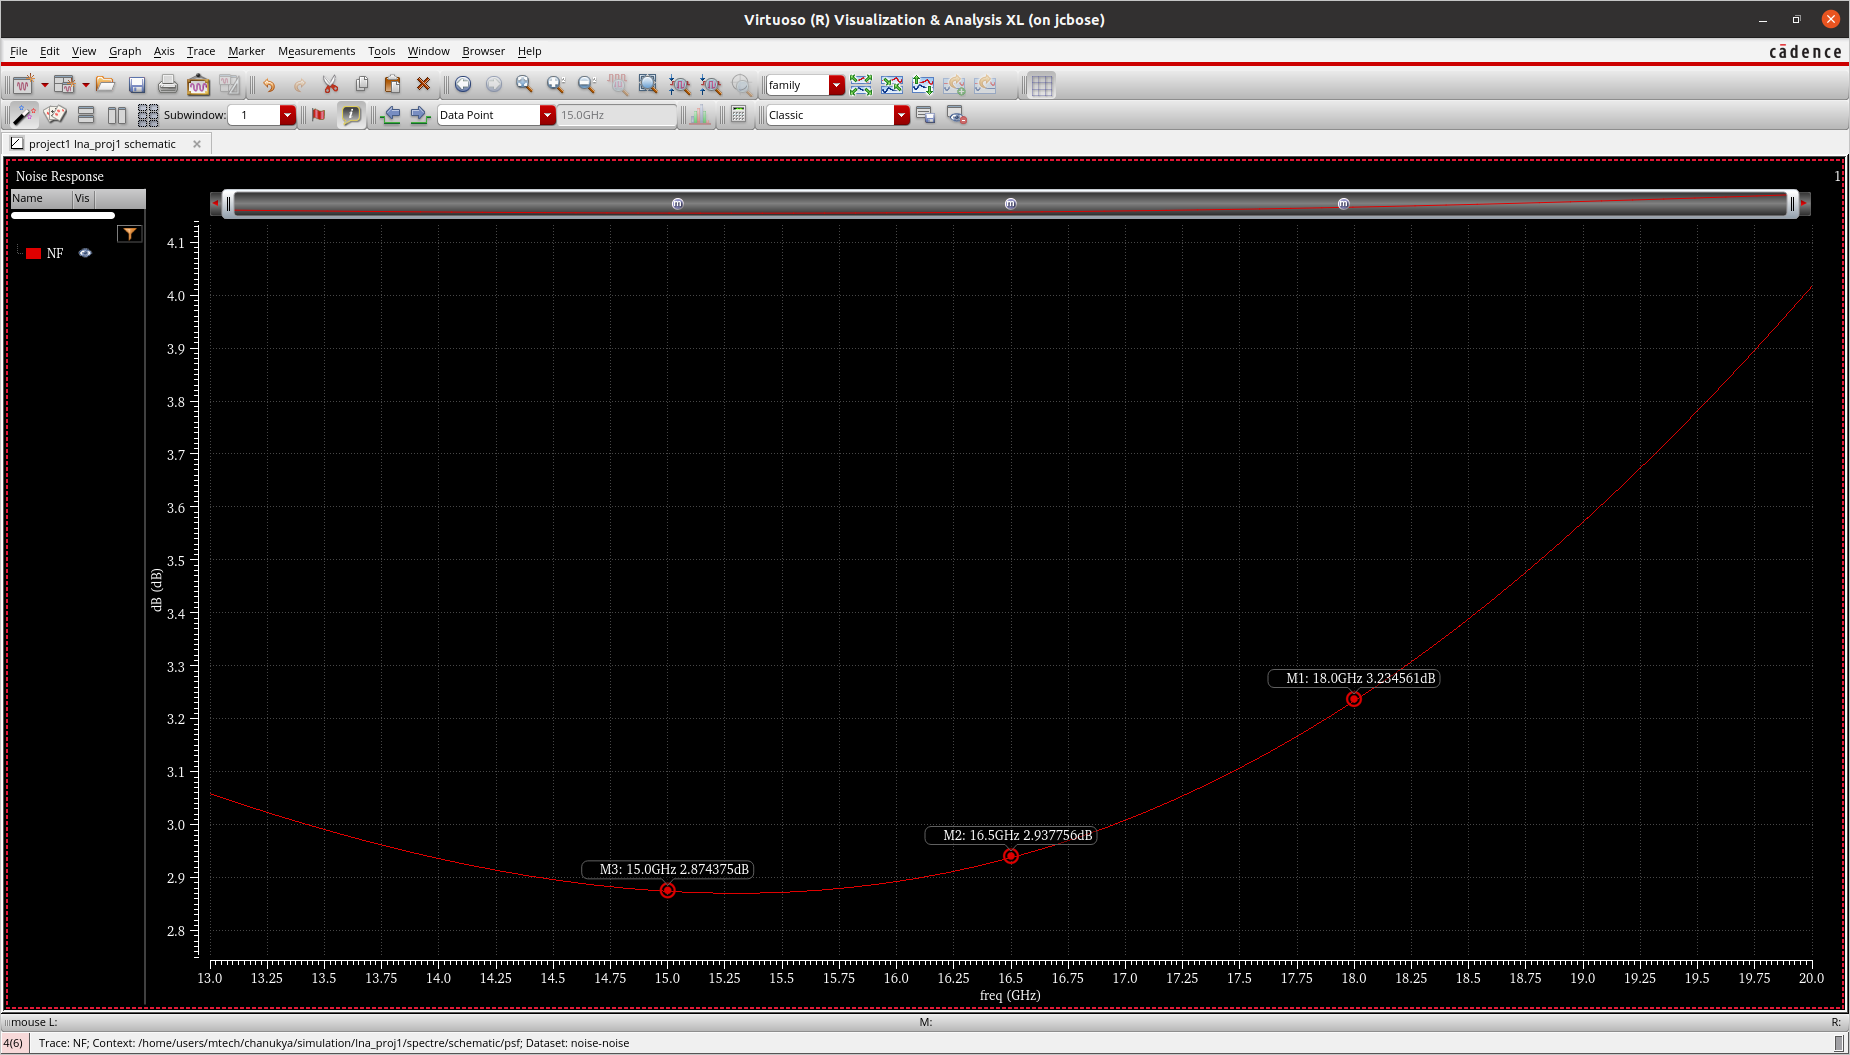 Virtuoso (R) Visualization & Analysis XL (on jcbose)
File Edit View Graph Axis Trace Marker Measurements Tools Window Browser Help
cādence
family
Subwindow: 1
Data Point
15.0GHz
Classic
project1 lna_proj1 schematic
Noise Response
1
Name Vis
NF
4.1
4.0
3.9
3.8
3.7
3.6
3.5
3.4
3.3
3.2
3.1
3.0
2.9
2.8
dB (dB)
M1: 18.0GHz 3.234561dB
M2: 16.5GHz 2.937756dB
M3: 15.0GHz 2.874375dB
13.0 13.25 13.5 13.75 14.0 14.25 14.5 14.75 15.0 15.25 15.5 15.75 16.0 16.25 16.5 16.75 17.0 17.25 17.5 17.75 18.0 18.25 18.5 18.75 19.0 19.25 19.5 19.75 20.0
freq (GHz)
mouse L: M: R:
4(6) Trace: NF; Context: /home/users/mtech/chanukya/simulation/lna_proj1/spectre/schematic/psf; Dataset: noise-noise